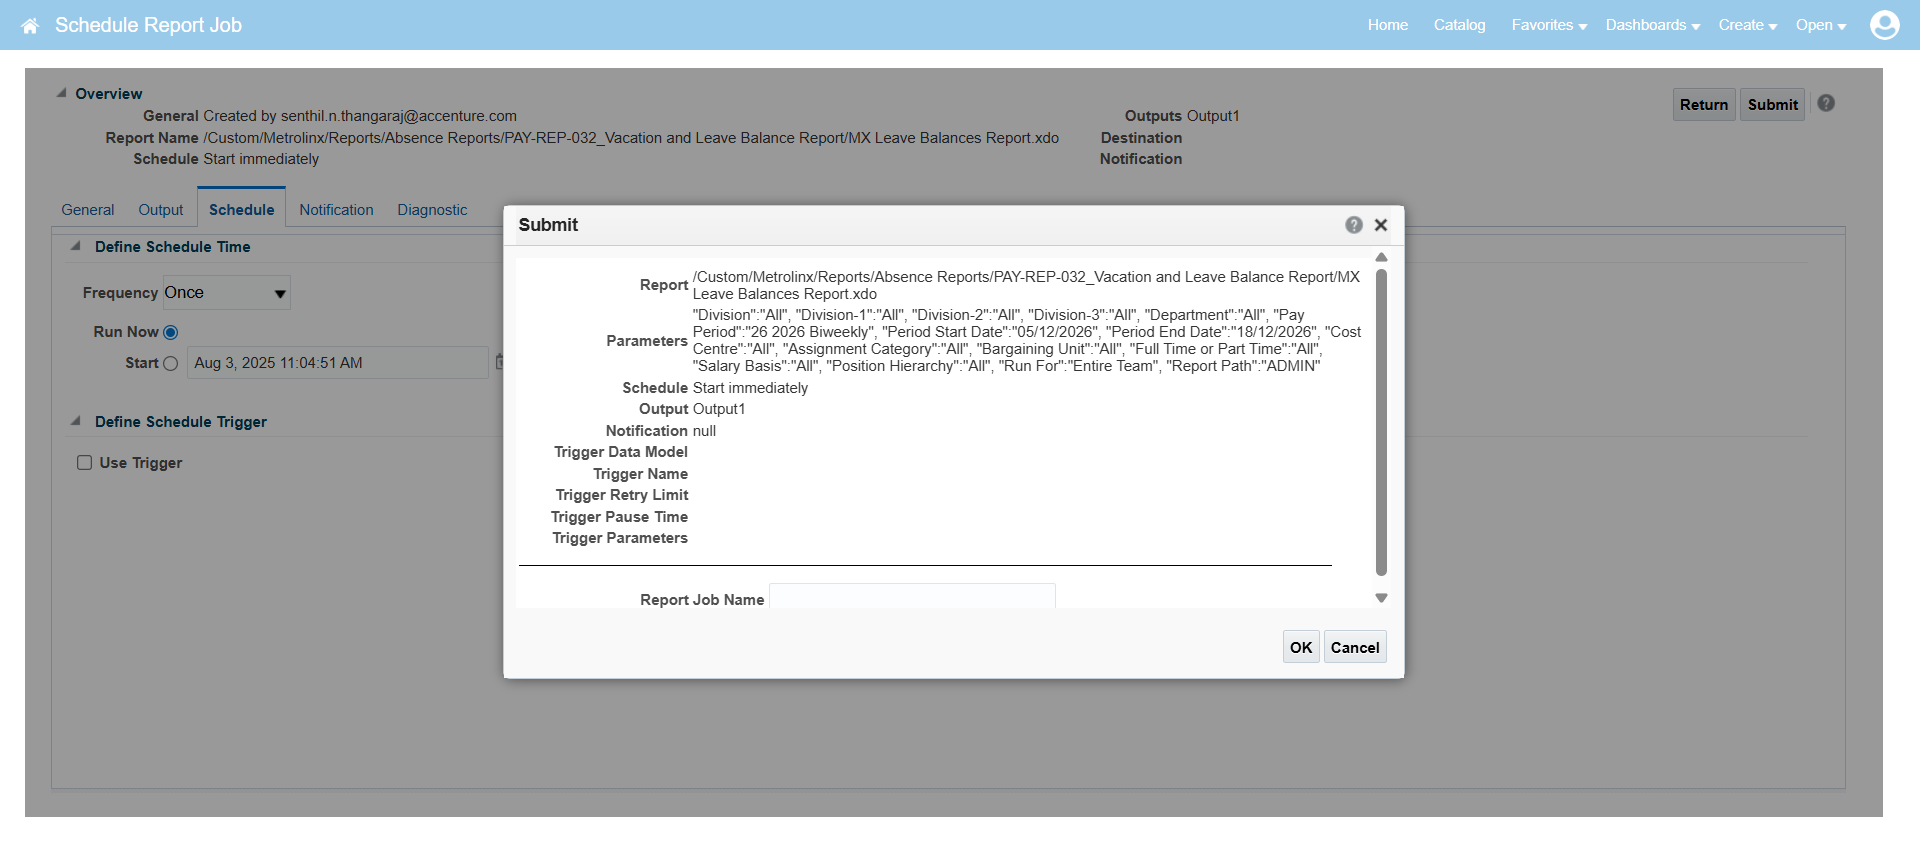 Schedule Report Job
Home Catalog Favorites Dashboards Create Open
Overview
General Created by senthil.n.thangaraj@accenture.com
Report Name /Custom/Metrolinx/Reports/Absence Reports/PAY-REP-032_Vacation and Leave Balance Report/MX Leave Balances Report.xdo
Schedule Start immediately
Outputs Output1
Destination
Notification
Return Submit ?
General Output Schedule Notification Diagnostic
Define Schedule Time
Frequency Once
Run Now
Start Aug 3, 2025 11:04:51 AM
Define Schedule Trigger
Use Trigger
Submit
?
Report /Custom/Metrolinx/Reports/Absence Reports/PAY-REP-032_Vacation and Leave Balance Report/MX
Leave Balances Report.xdo
Parameters "Division":"All", "Division-1":"All", "Division-2":"All", "Division-3":"All", "Department":"All", "Pay
Period":"26 2026 Biweekly", "Period Start Date":"05/12/2026", "Period End Date":"18/12/2026", "Cost
Centre":"All", "Assignment Category":"All", "Bargaining Unit":"All", "Full Time or Part Time":"All",
"Salary Basis":"All", "Position Hierarchy":"All", "Run For":"Entire Team", "Report Path":"ADMIN"
Schedule Start immediately
Output Output1
Notification null
Trigger Data Model
Trigger Name
Trigger Retry Limit
Trigger Pause Time
Trigger Parameters
Report Job Name
OK Cancel